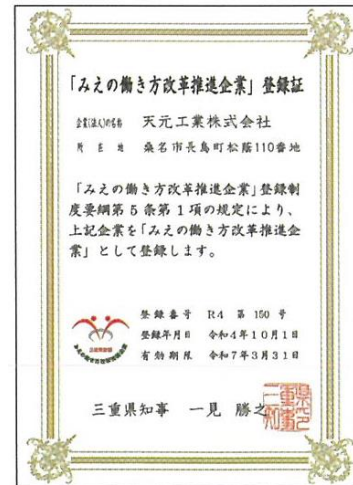 「みえの働き方改革推進企業」登録証
企業(法人)の名称 天元工業株式会社
所在地 桑名市長島町松蔭110番地
「みえの働き方改革推進企業」登録制
度要綱第5条第1項の規定により、
上記企業を「みえの働き方改革推進企
業」として登録します。
登録番号 R4 第 150 号
登録年月日 令和4年10月1日
有効期限 令和7年3月31日
三重県知事 一見 勝之